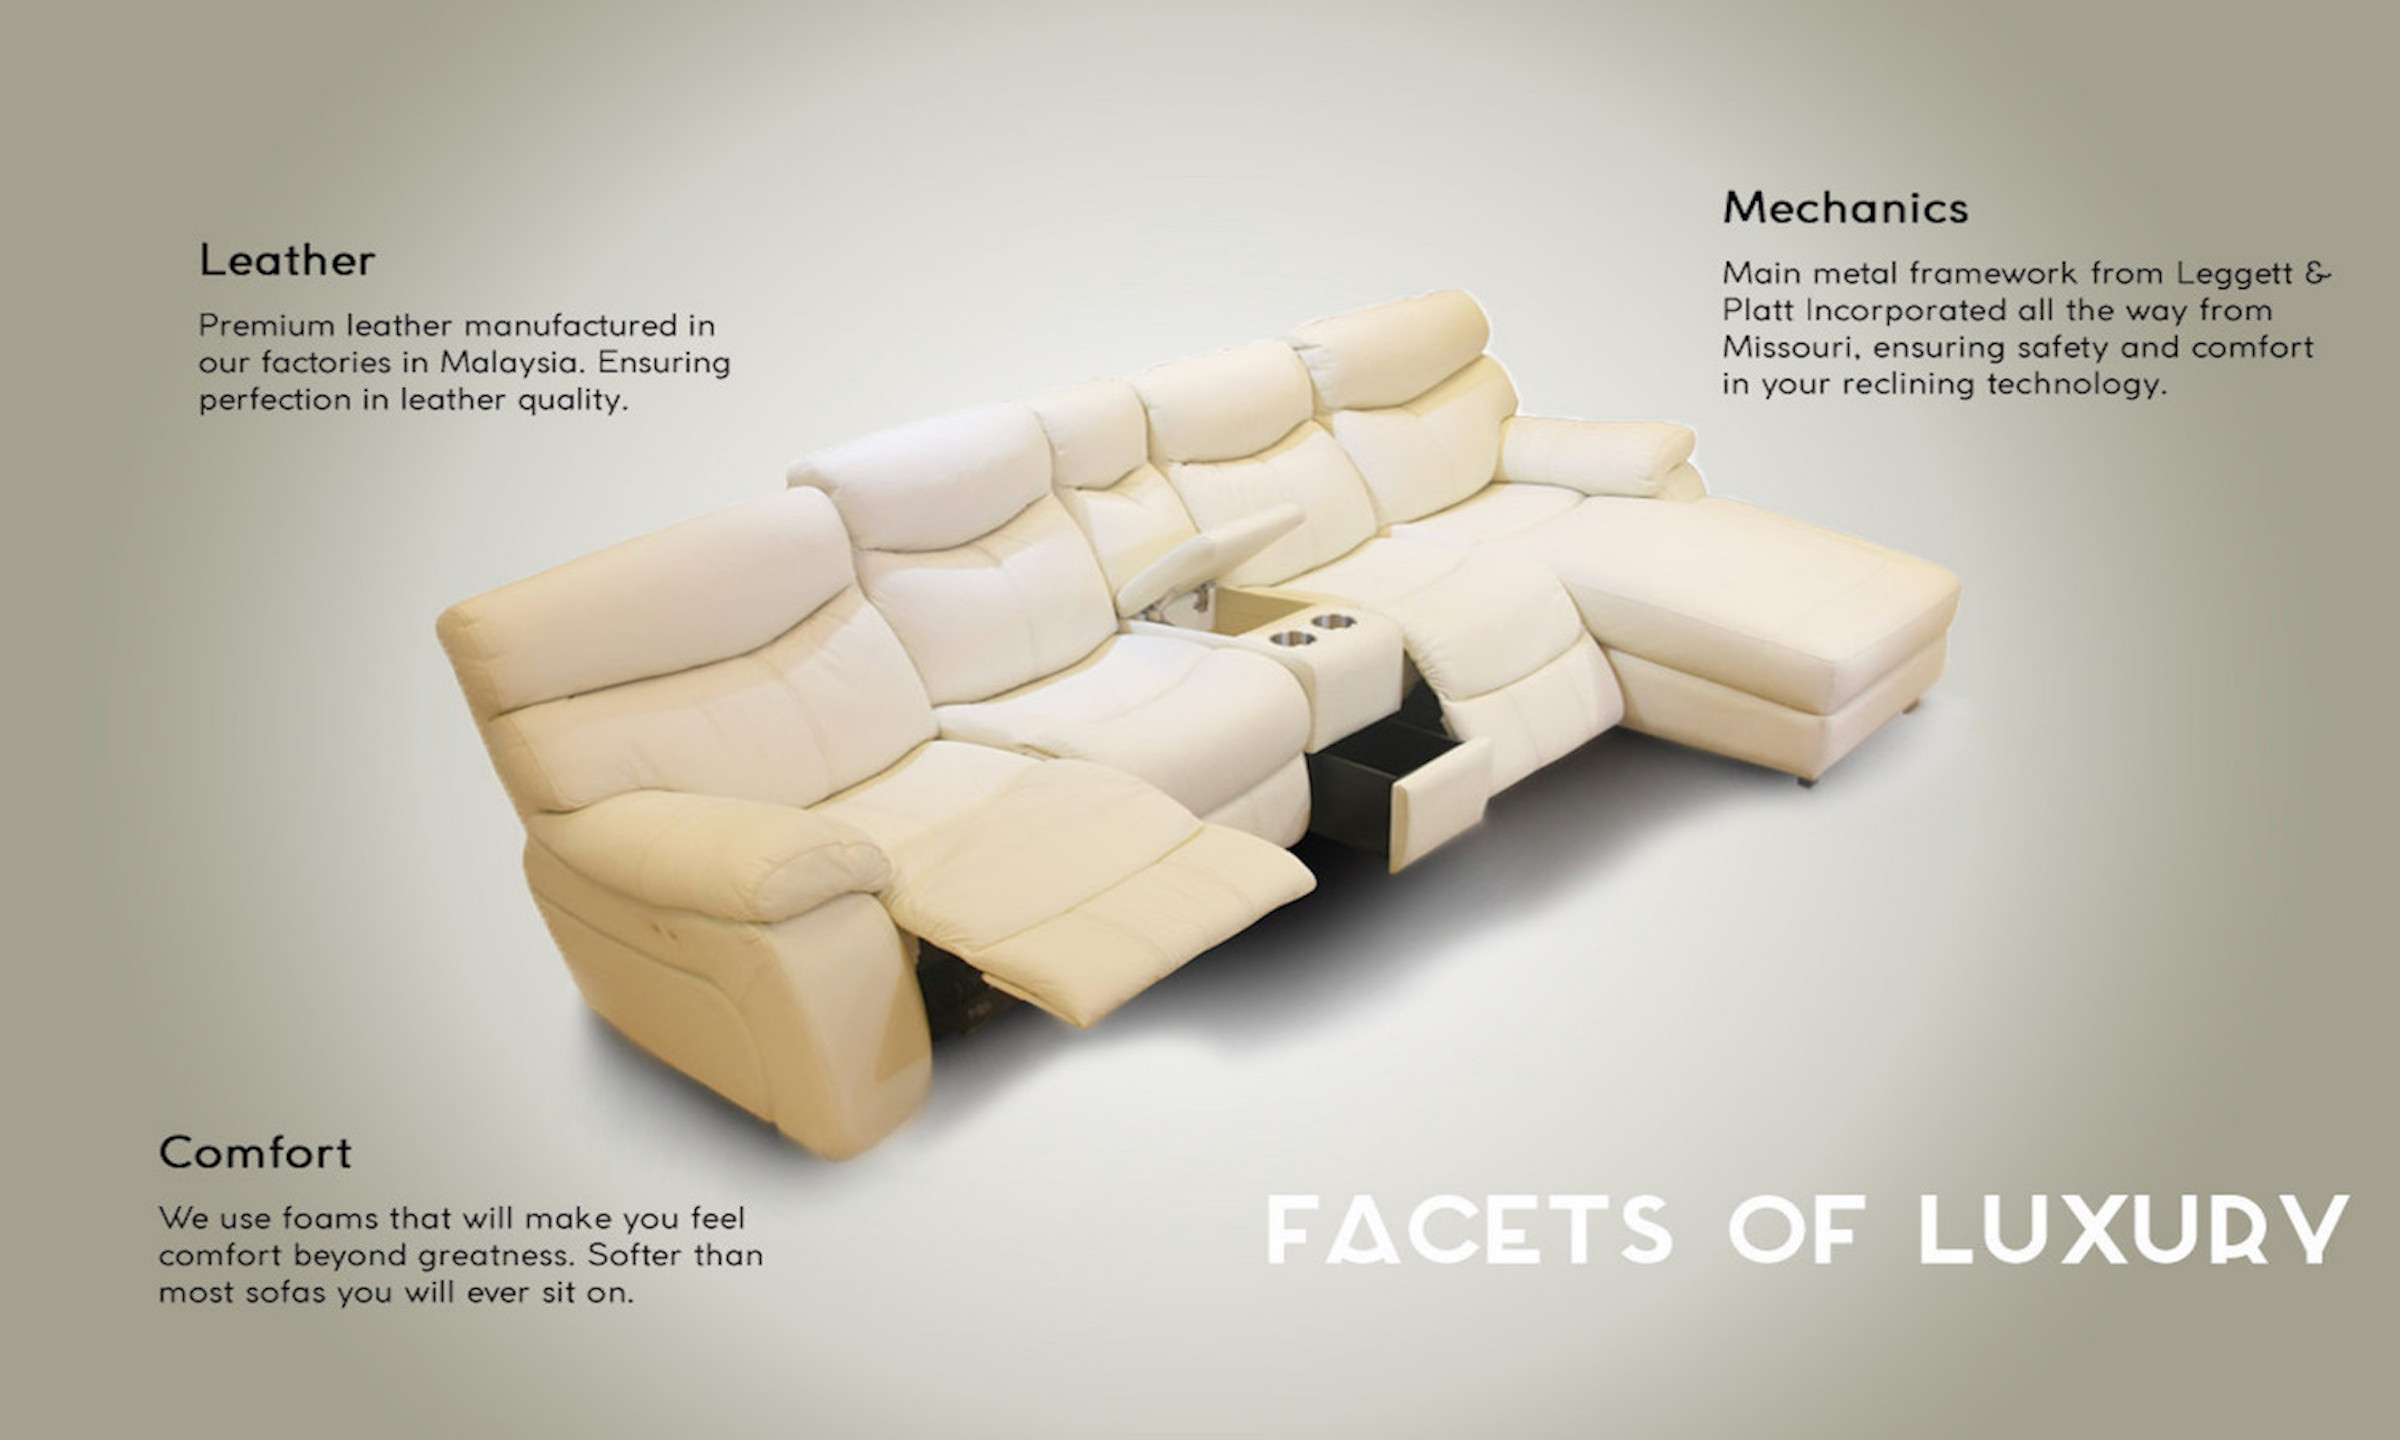 Mechanics
Main metal framework from Leggett &
Platt Incorporated all the way from
Missouri, ensuring safety and comfort
in your reclining technology.
Leather
Premium leather manufactured in
our factories in Malaysia. Ensuring
perfection in leather quality.
Comfort
We use foams that will make you feel
comfort beyond greatness. Softer than
most sofas you will ever sit on.
FACETS OF LUXURY